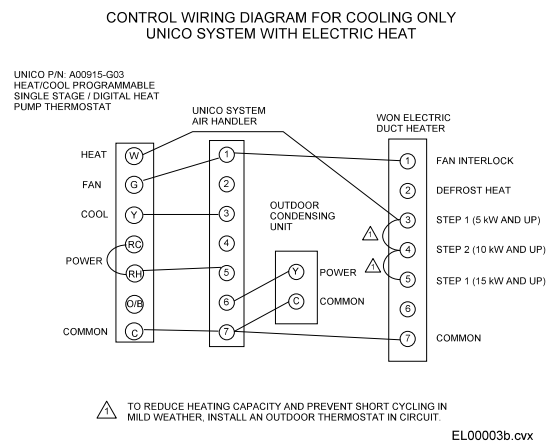 CONTROL WIRING DIAGRAM FOR COOLING ONLY
UNICO SYSTEM WITH ELECTRIC HEAT
UNICO P/N: A00915-G03
HEAT/COOL PROGRAMMABLE
SINGLE STAGE / DIGITAL HEAT
PUMP THERMOSTAT
UNICO SYSTEM
AIR HANDLER
WON ELECTRIC
DUCT HEATER
HEAT
W
FAN
G
COOL
Y
POWER
RC
RH
O/B
COMMON
C
1
2
3
4
5
6
7
OUTDOOR
CONDENSING
UNIT
Y
POWER
C
COMMON
1
FAN INTERLOCK
2
DEFROST HEAT
3
STEP 1 (5 kW AND UP)
1
4
STEP 2 (10 kW AND UP)
1
5
STEP 1 (15 kW AND UP)
6
7
COMMON
1
TO REDUCE HEATING CAPACITY AND PREVENT SHORT CYCLING IN
MILD WEATHER, INSTALL AN OUTDOOR THERMOSTAT IN CIRCUIT.
EL00003b.cvx